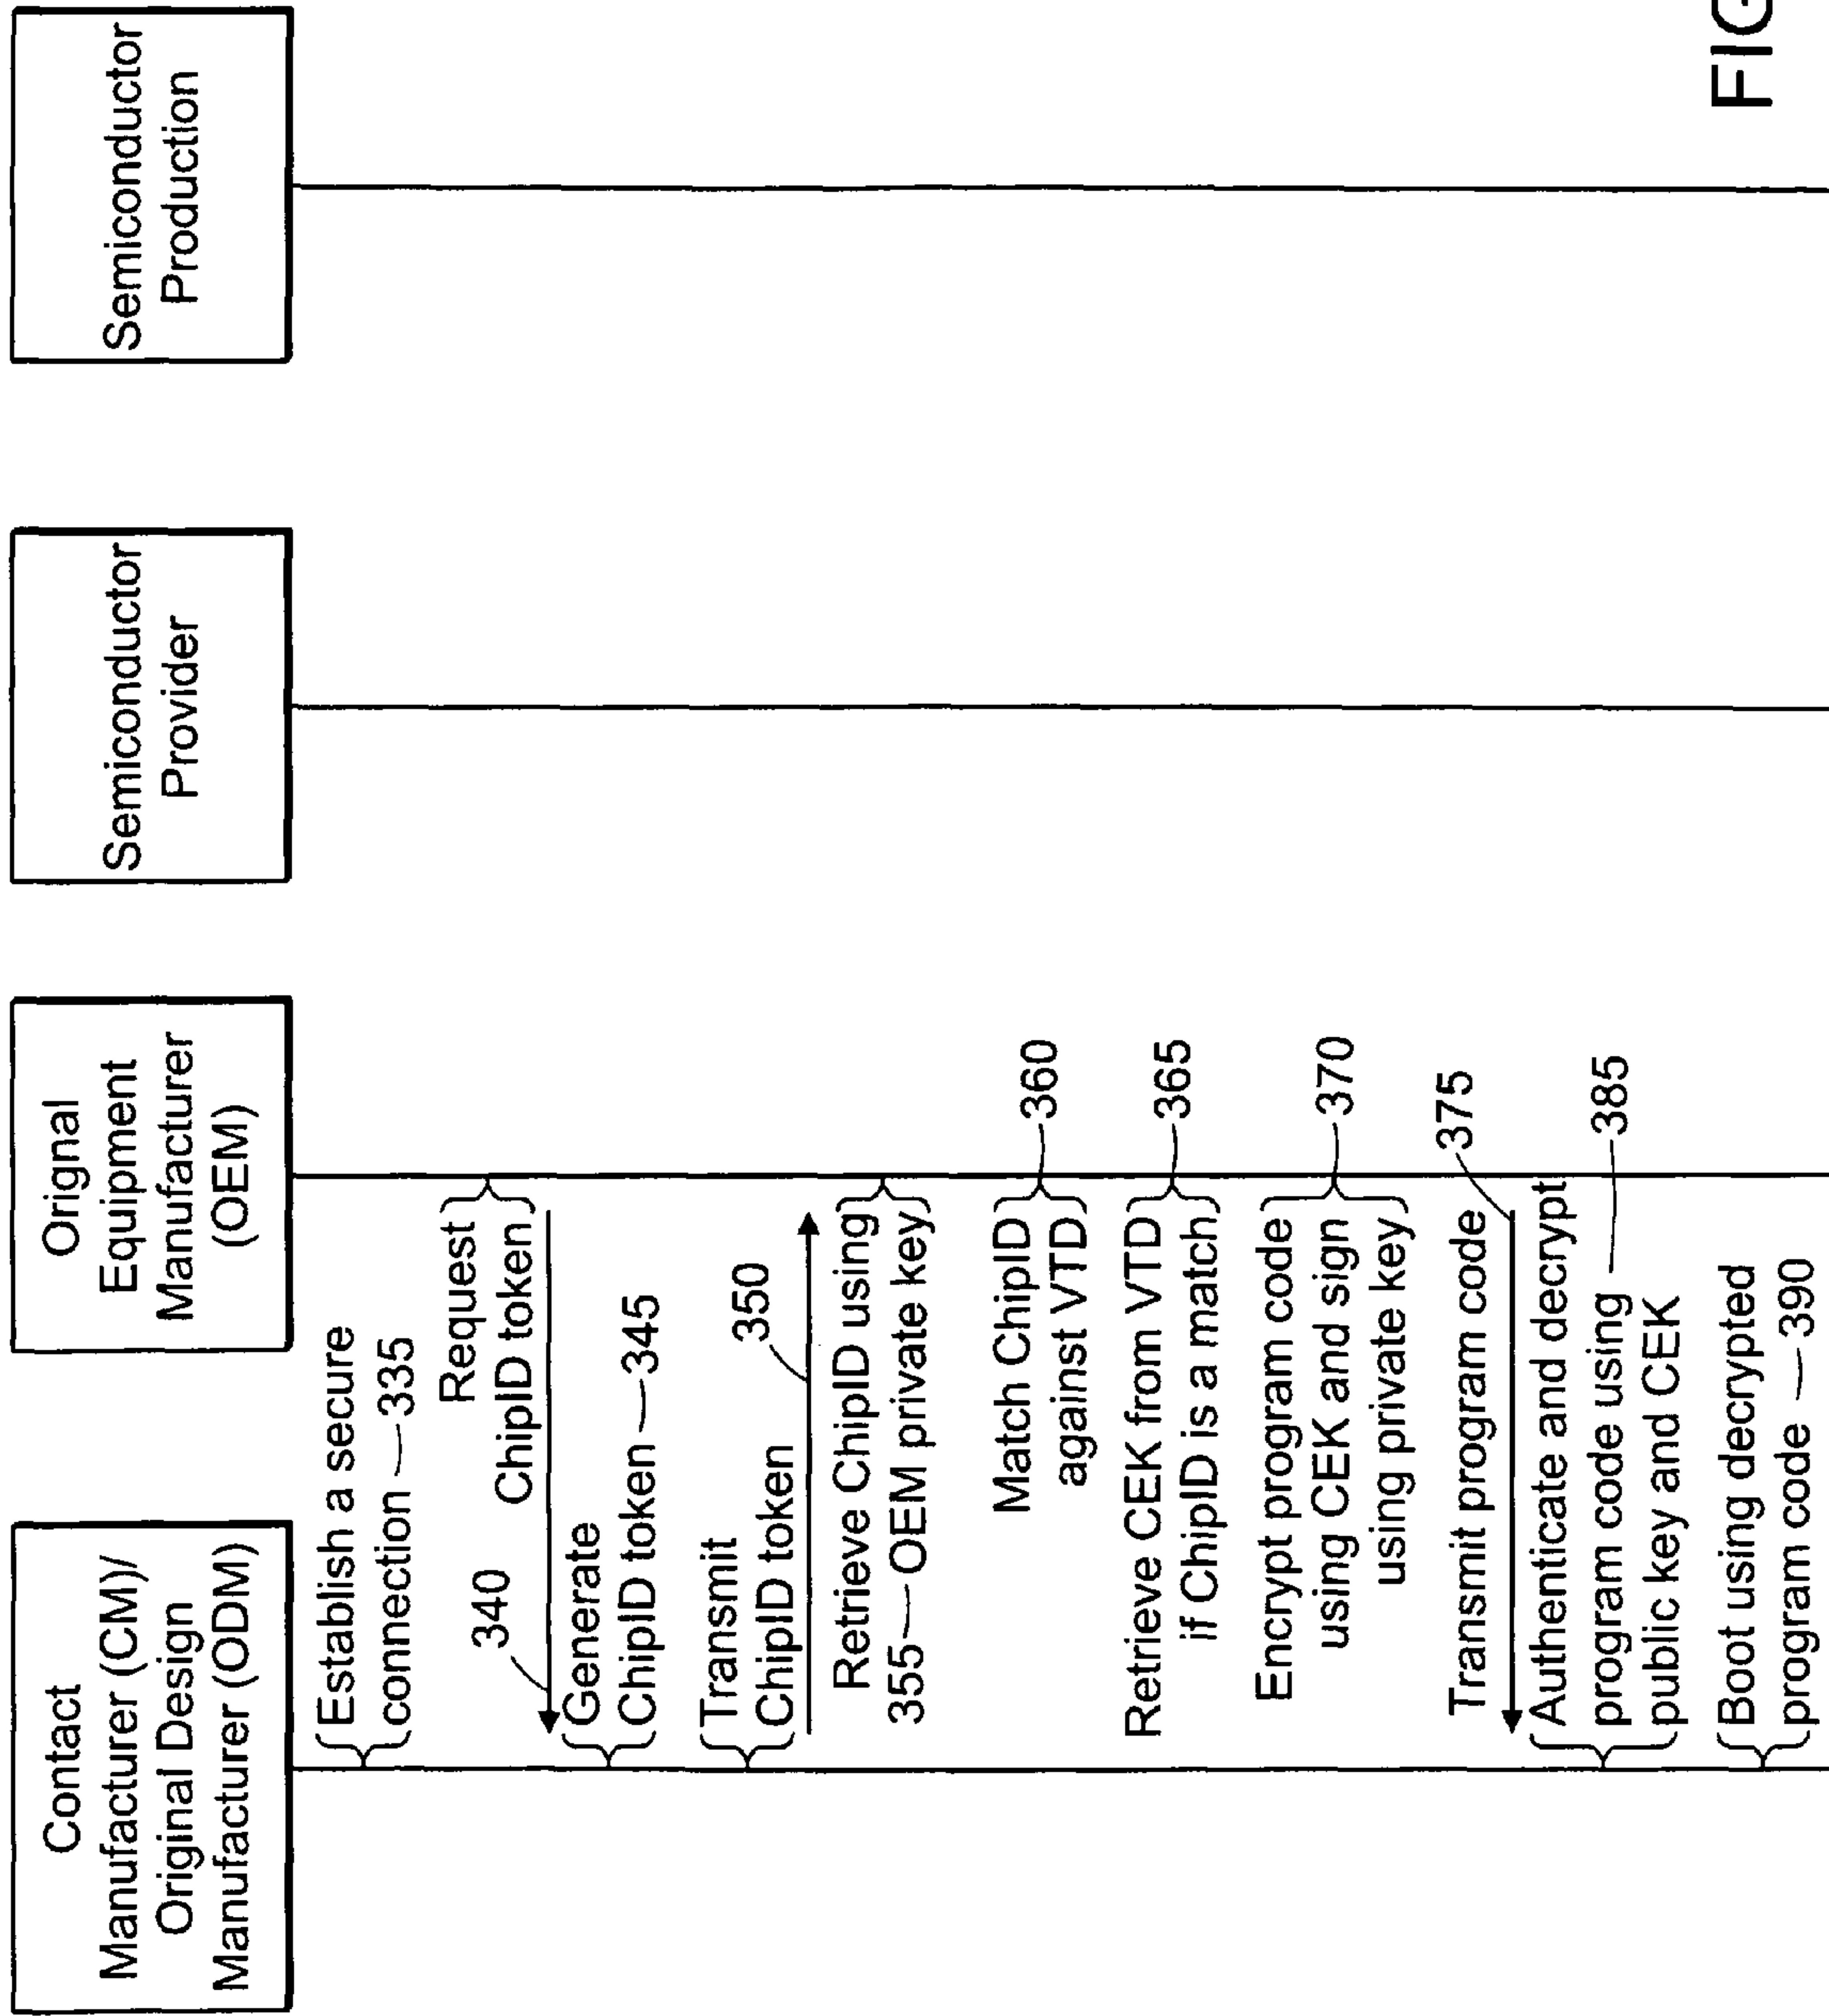 Contact
Manufacturer (CM)/
Original Design
Manufacturer (ODM)
Orignal
Equipment
Manufacturer
(OEM)
Semiconductor
Provider
Semiconductor
Production
Establish a secure
connection 335
Request
ChipID token
340
Generate
ChipID token 345
Transmit
ChipID token
350
Retrieve ChipID using
355 OEM private key
Match ChipID
against VTD
360
Retrieve CEK from VTD
if ChipID is a match
365
Encrypt program code
using CEK and sign
using private key
370
Transmit program code
375
Authenticate and decrypt
program code using
public key and CEK
385
Boot using decrypted
program code 390